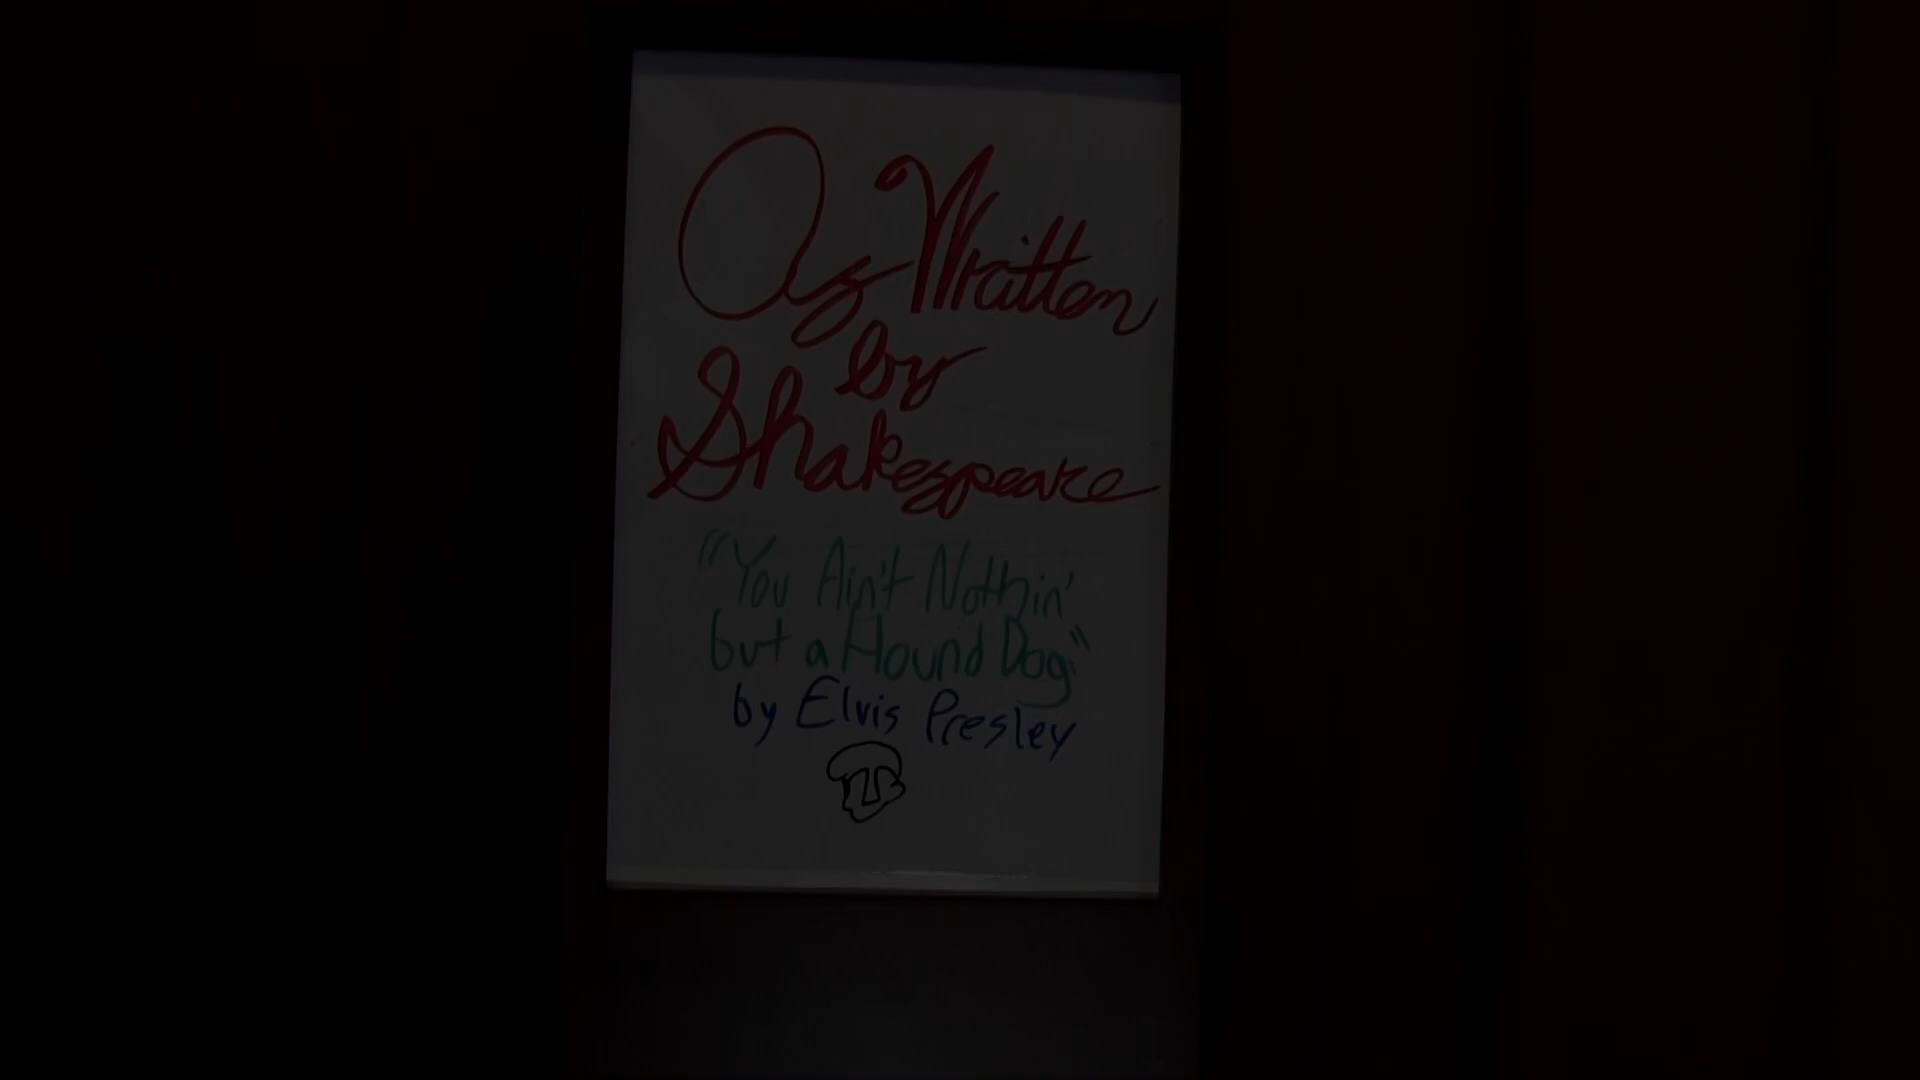 As Written
by
Shakespeare
"You Ain't Nothin'
but a Hound Dog"
by Elvis Presley